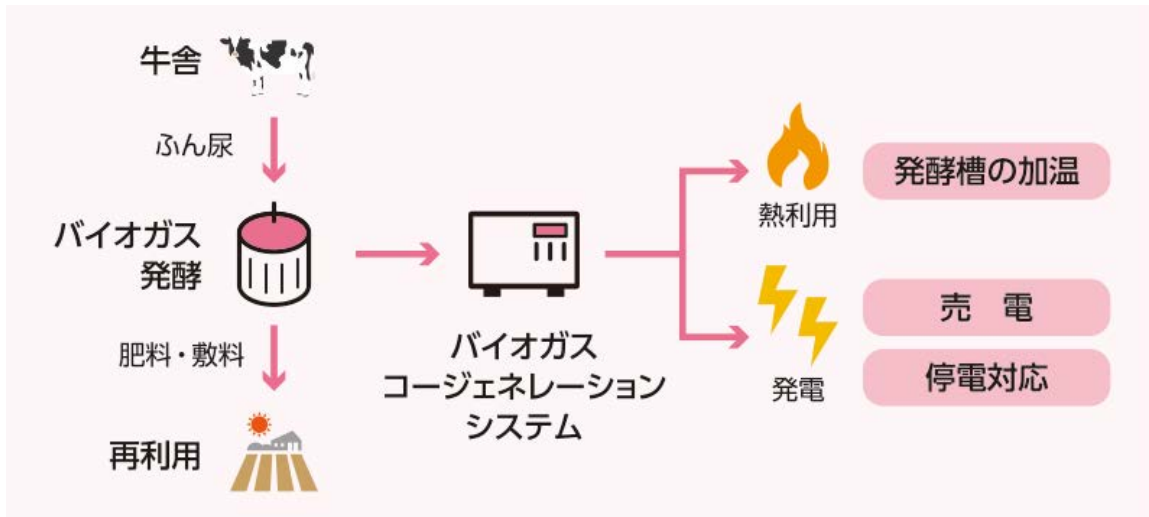 牛舎
ふん尿
バイオガス
発酵
肥料・敷料
再利用
バイオガス
コージェネレーション
システム
熱利用
発酵槽の加温
発電
売　電
停電対応